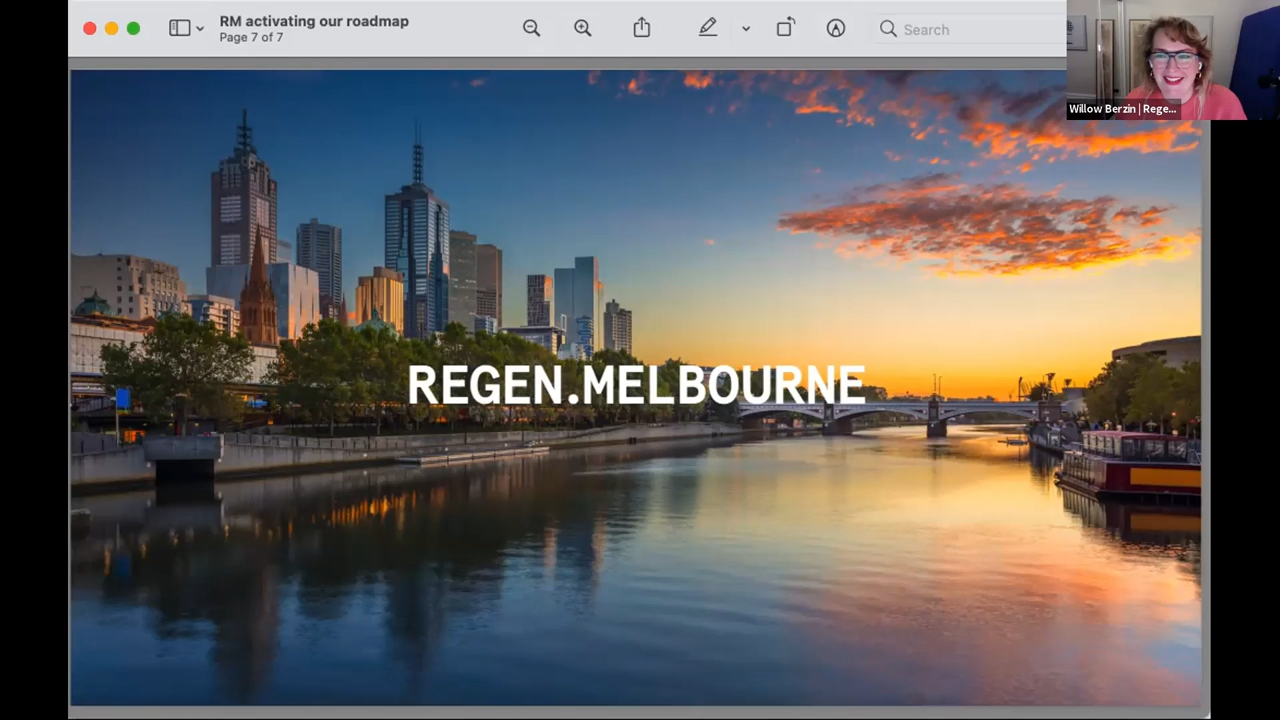 RM activating our roadmap
Page 7 of 7
Search
Willow Berzin | Rege...
REGEN.MELBOURNE